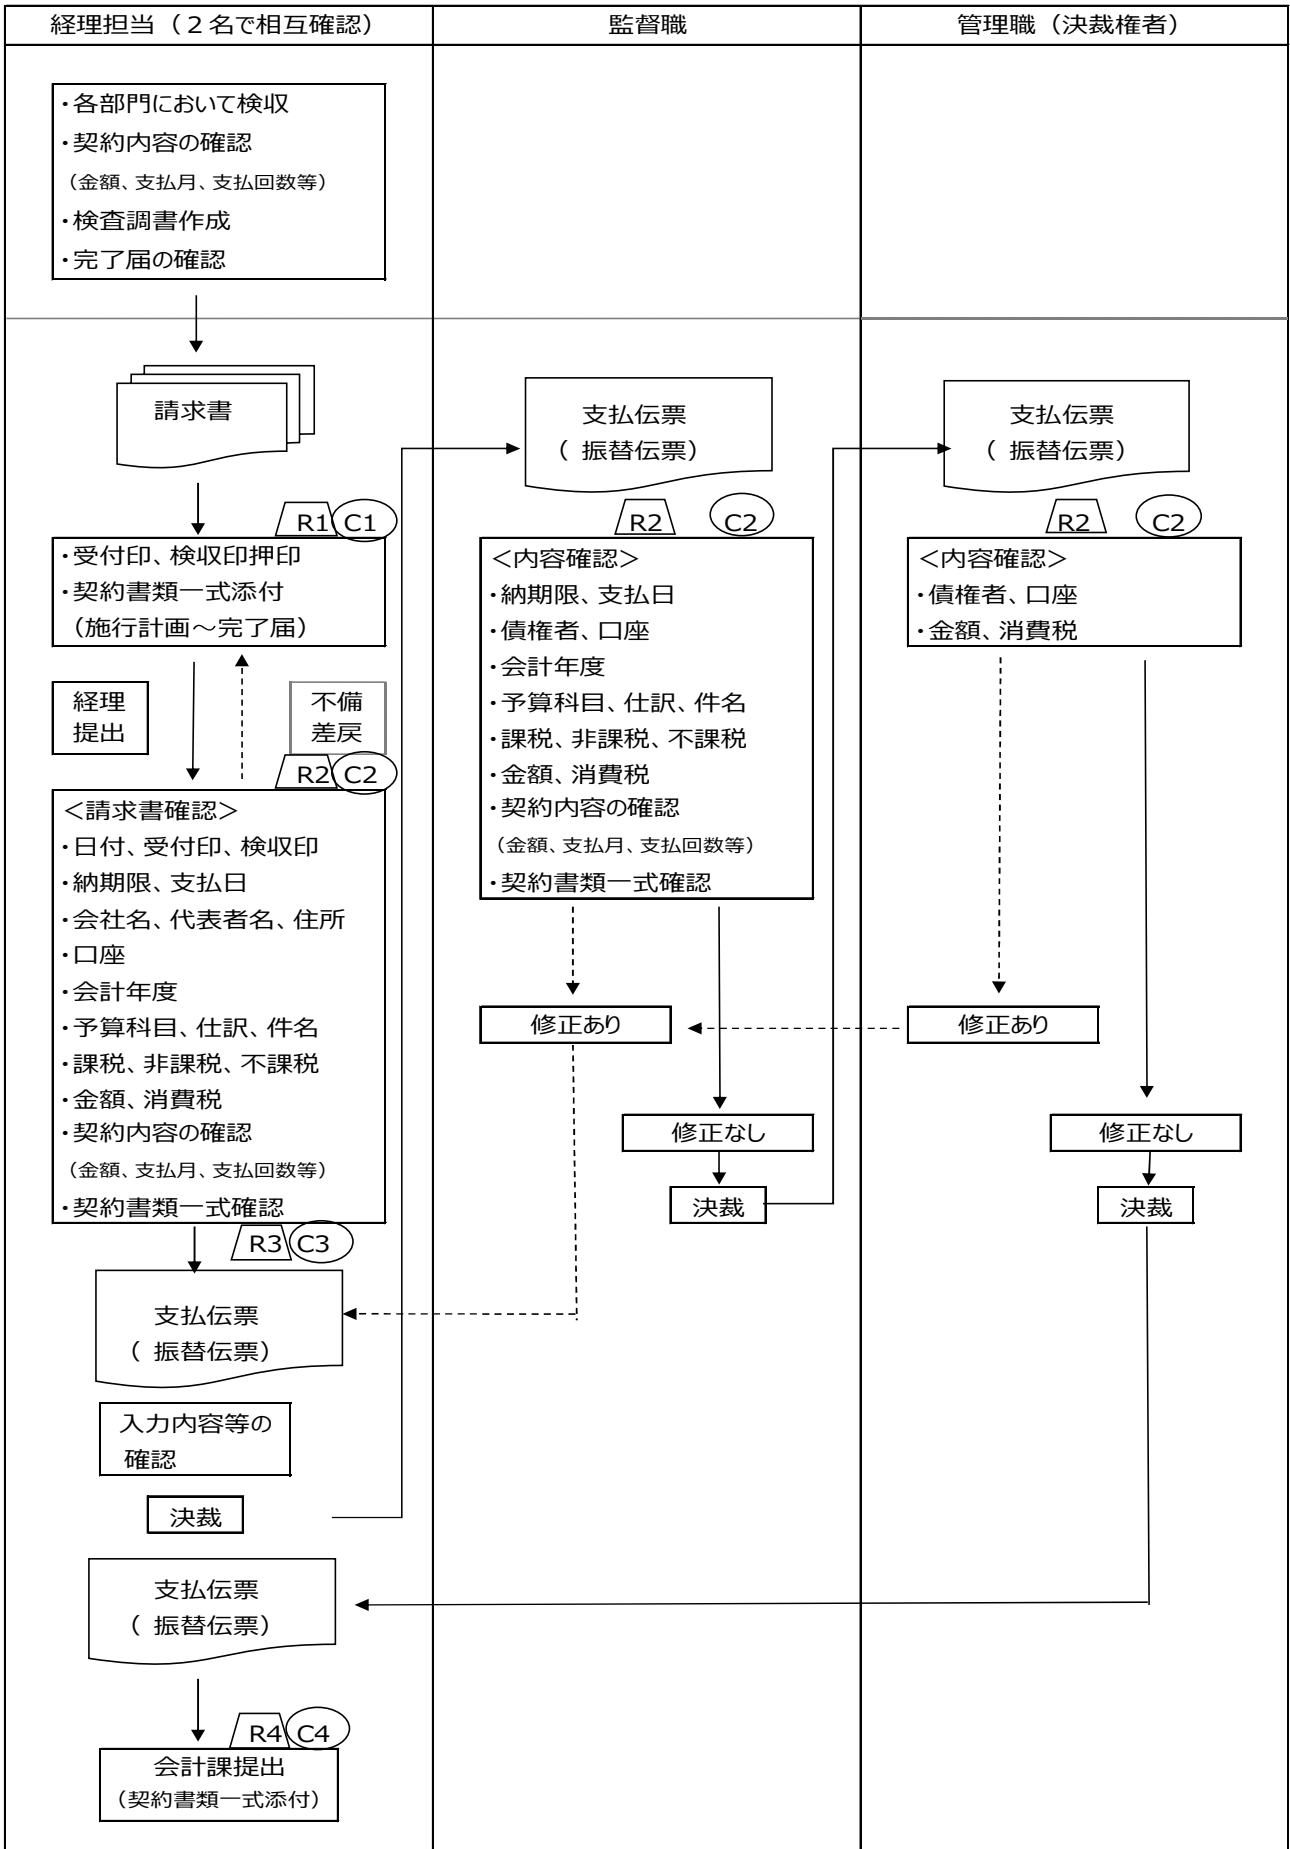 経理担当（２名で相互確認）
監督職
管理職（決裁権者）
・各部門において検収
・契約内容の確認
（金額、支払月、支払回数等）
・検査調書作成
・完了届の確認
請求書
R1
C1
・受付印、検収印押印
・契約書類一式添付
（施行計画～完了届）
経理
提出
不備
差戻
R2
C2
＜請求書確認＞
・日付、受付印、検収印
・納期限、支払日
・会社名、代表者名、住所
・口座
・会計年度
・予算科目、仕訳、件名
・課税、非課税、不課税
・金額、消費税
・契約内容の確認
（金額、支払月、支払回数等）
・契約書類一式確認
R3
C3
支払伝票
（ 振替伝票）
入力内容等の
確認
決裁
支払伝票
（ 振替伝票）
R4
C4
会計課提出
（契約書類一式添付）
支払伝票
（ 振替伝票）
R2
C2
＜内容確認＞
・納期限、支払日
・債権者、口座
・会計年度
・予算科目、仕訳、件名
・課税、非課税、不課税
・金額、消費税
・契約内容の確認
（金額、支払月、支払回数等）
・契約書類一式確認
修正あり
修正なし
決裁
支払伝票
（ 振替伝票）
R2
C2
＜内容確認＞
・債権者、口座
・金額、消費税
修正あり
修正なし
決裁